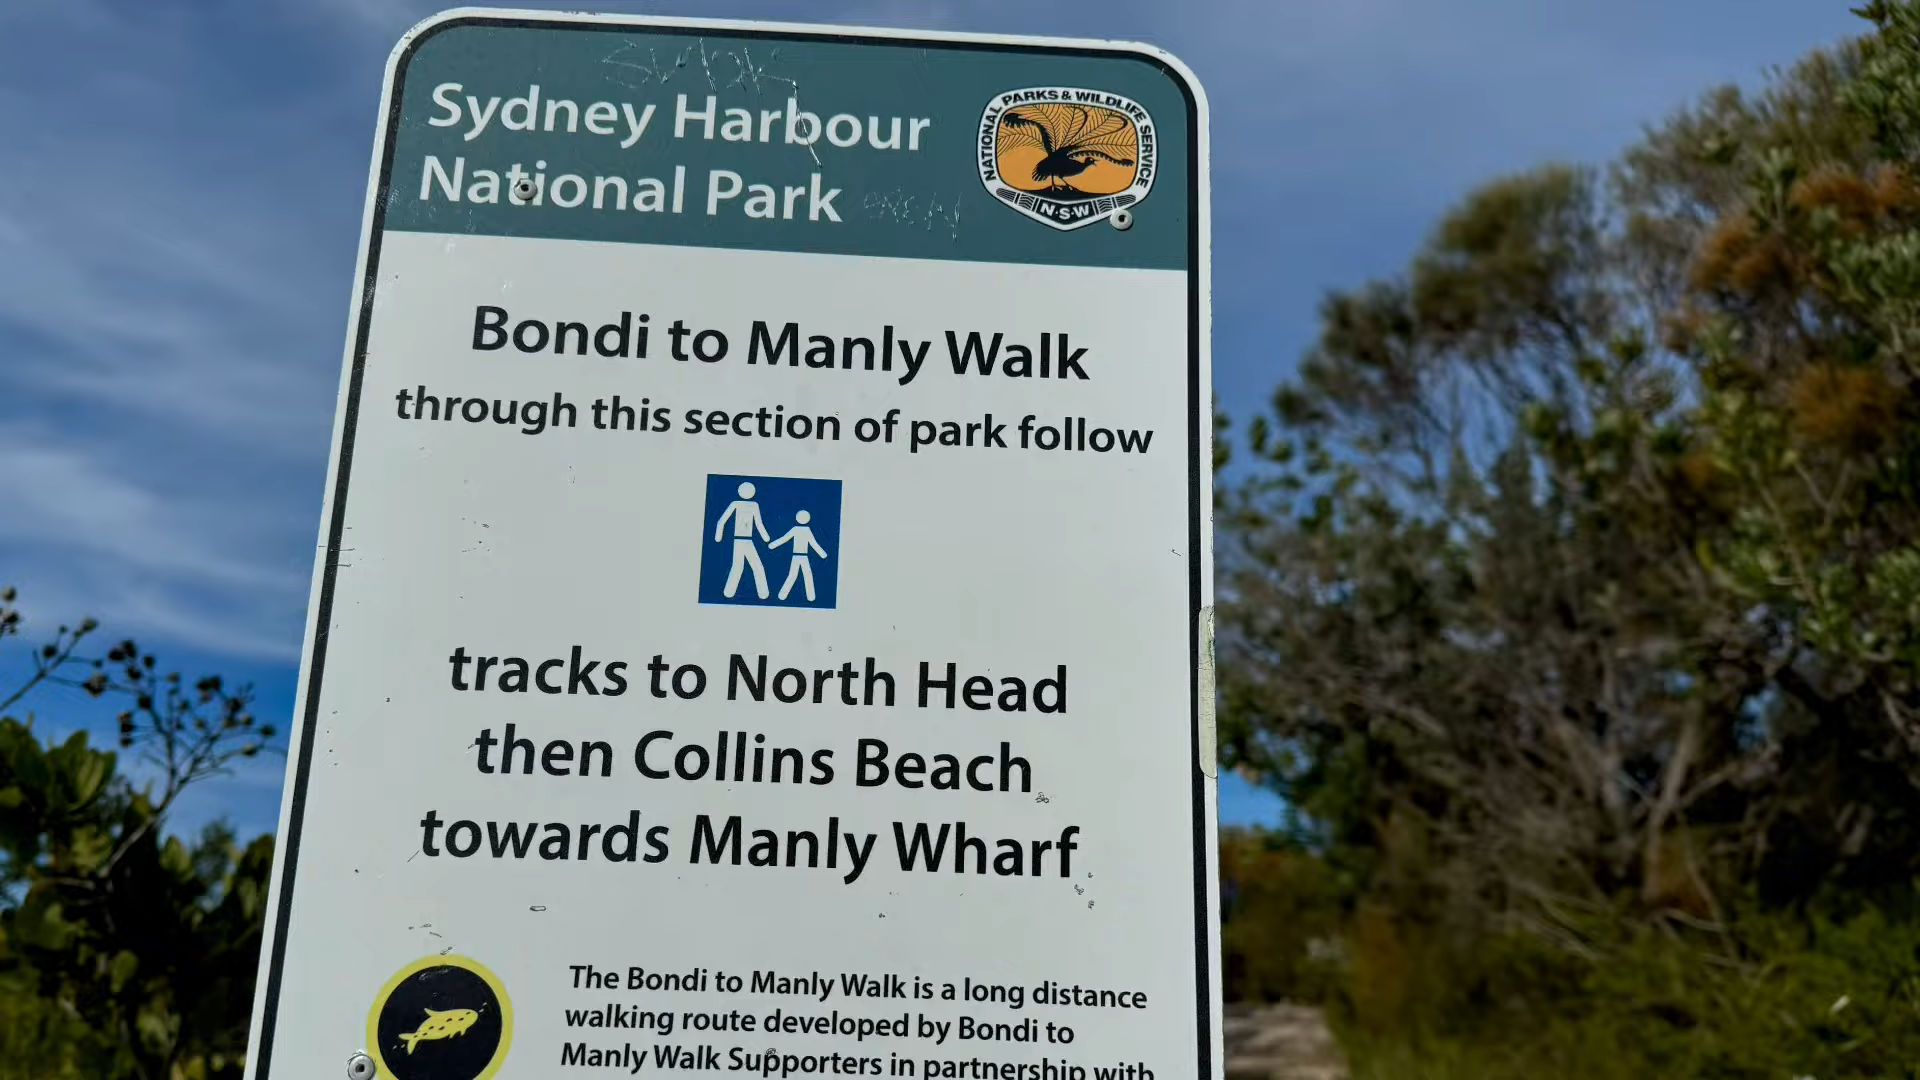 Sydney Harbour
National Park
NATIONAL PARKS & WILDLIFE SERVICE
N·S·W
Bondi to Manly Walk
through this section of park follow
tracks to North Head
then Collins Beach
towards Manly Wharf
The Bondi to Manly Walk is a long distance
walking route developed by Bondi to
Manly Walk Supporters in partnership with